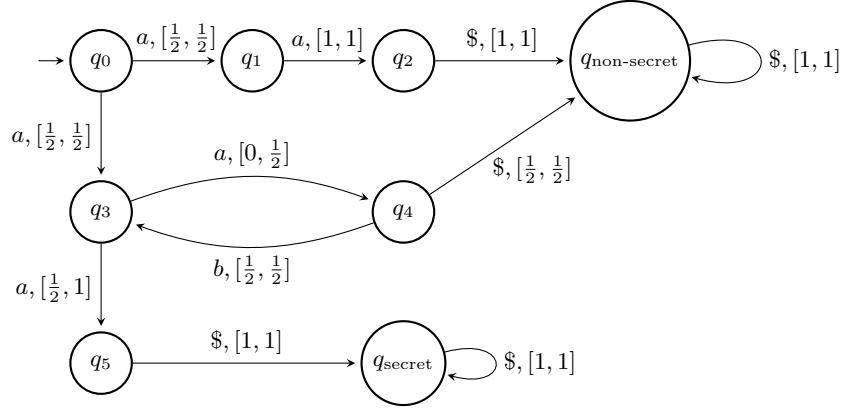 a, [1/2, 1/2]
a, [1, 1]
$, [1, 1]
q0
q1
q2
qnon-secret
$, [1, 1]
a, [1/2, 1/2]
a, [0, 1/2]
$, [1/2, 1/2]
q3
q4
b, [1/2, 1/2]
a, [1/2, 1]
$, [1, 1]
q5
qsecret
$, [1, 1]